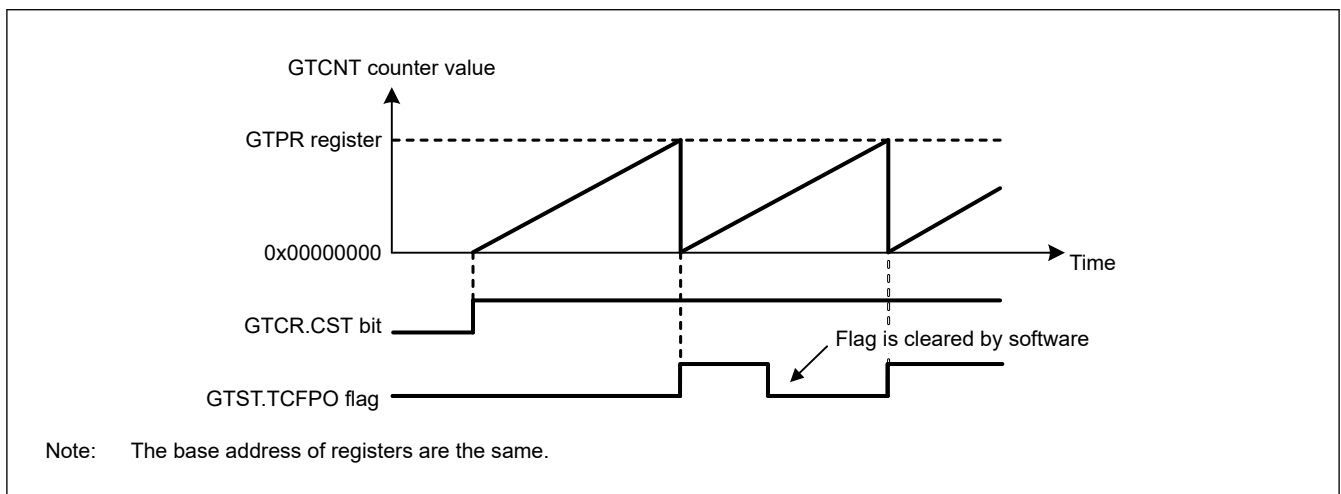 GTCNT counter value
GTPR register
0x00000000
Time
GTCR.CST bit
Flag is cleared by software
GTST.TCFPO flag
Note: The base address of registers are the same.